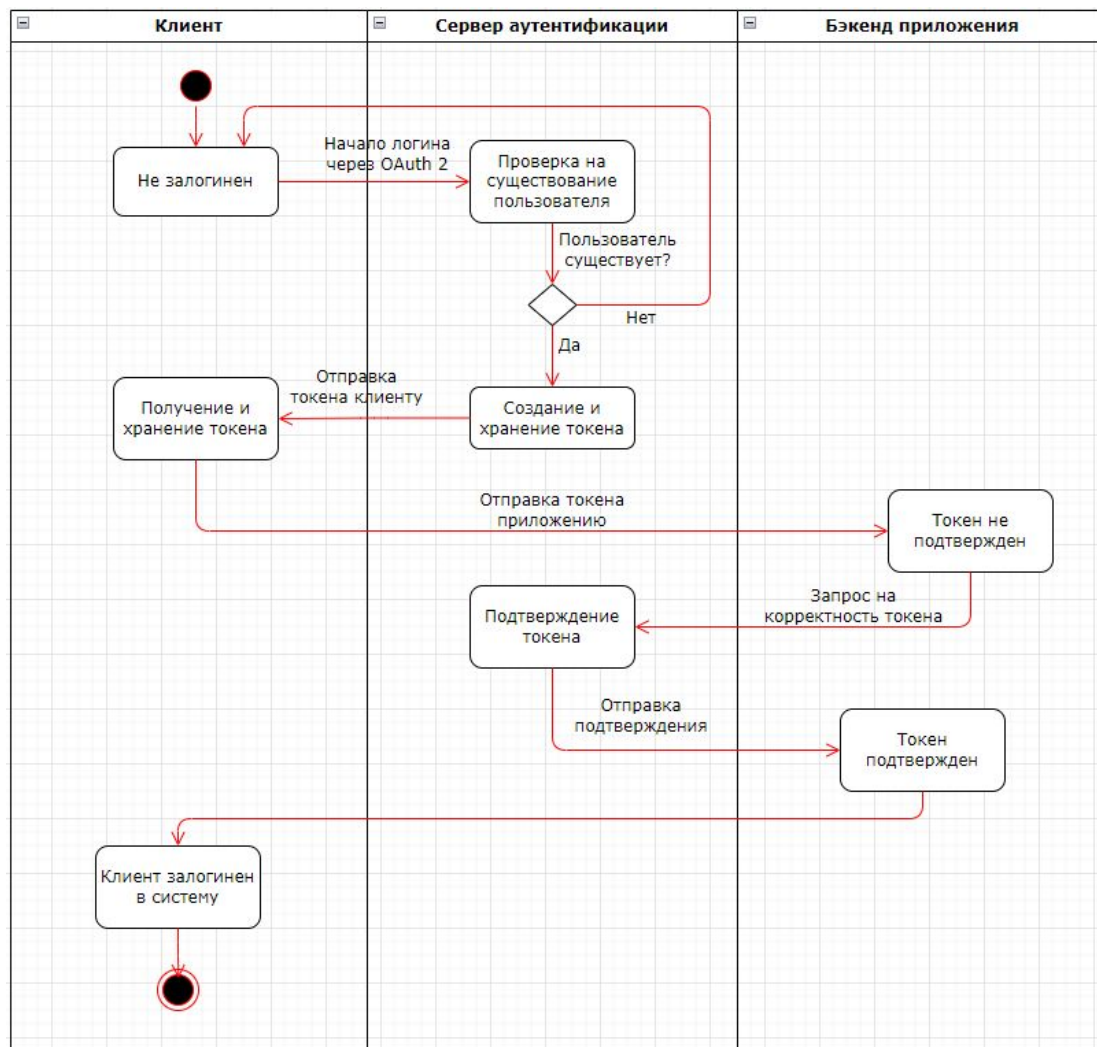 Клиент
Сервер аутентификации
Бэкенд приложения
Не залогинен
Начало логина
через OAuth 2
Проверка на
существование
пользователя
Пользователь
существует?
Нет
Да
Отправка
токена клиенту
Получение и
хранение токена
Создание и
хранение токена
Отправка токена
приложению
Токен не
подтвержден
Запрос на
корректность токена
Подтверждение
токена
Отправка
подтверждения
Токен
подтвержден
Клиент залогинен
в систему